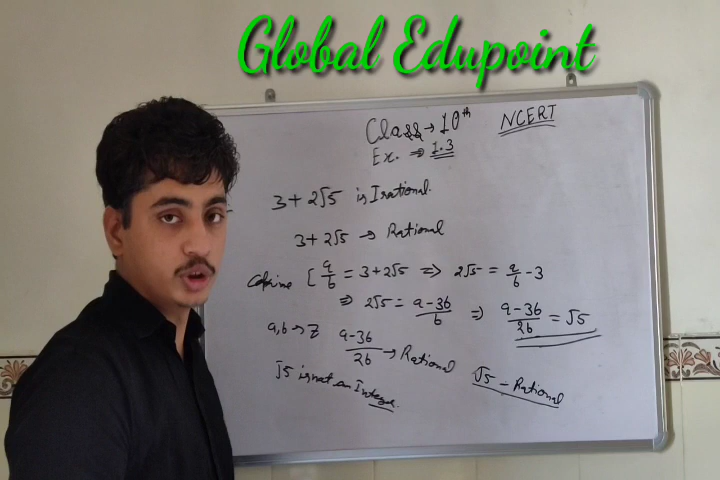 Global Edupoint
Class → 10th NCERT
Ex. ⇒ 1.3
3 + 2√5 is Irational.
3 + 2√5 → Rational
[ a/b = 3 + 2√5 ⇒ 2√5 = a/b - 3
⇒ 2√5 = a - 3b / b ⇒ a - 3b / 2b = √5
a, b → Z a - 3b / 2b → Rational
√5 is not an Integer. √5 - Rational